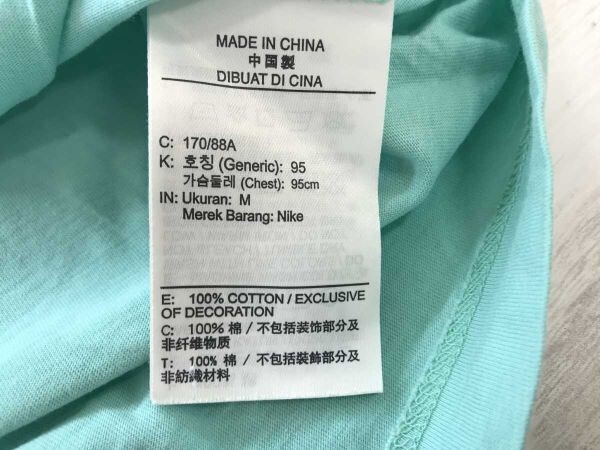 MADE IN CHINA
中国製
DIBUAT DI CINA
C: 170/88A
K: 호칭 (Generic): 95
가슴둘레 (Chest): 95cm
IN: Ukuran: M
Merek Barang: Nike
E: 100% COTTON / EXCLUSIVE
OF DECORATION
C: 100% 棉 / 不包括装饰部分及
非纤维物质
T: 100% 棉 / 不包括裝飾部分及
非紡織材料